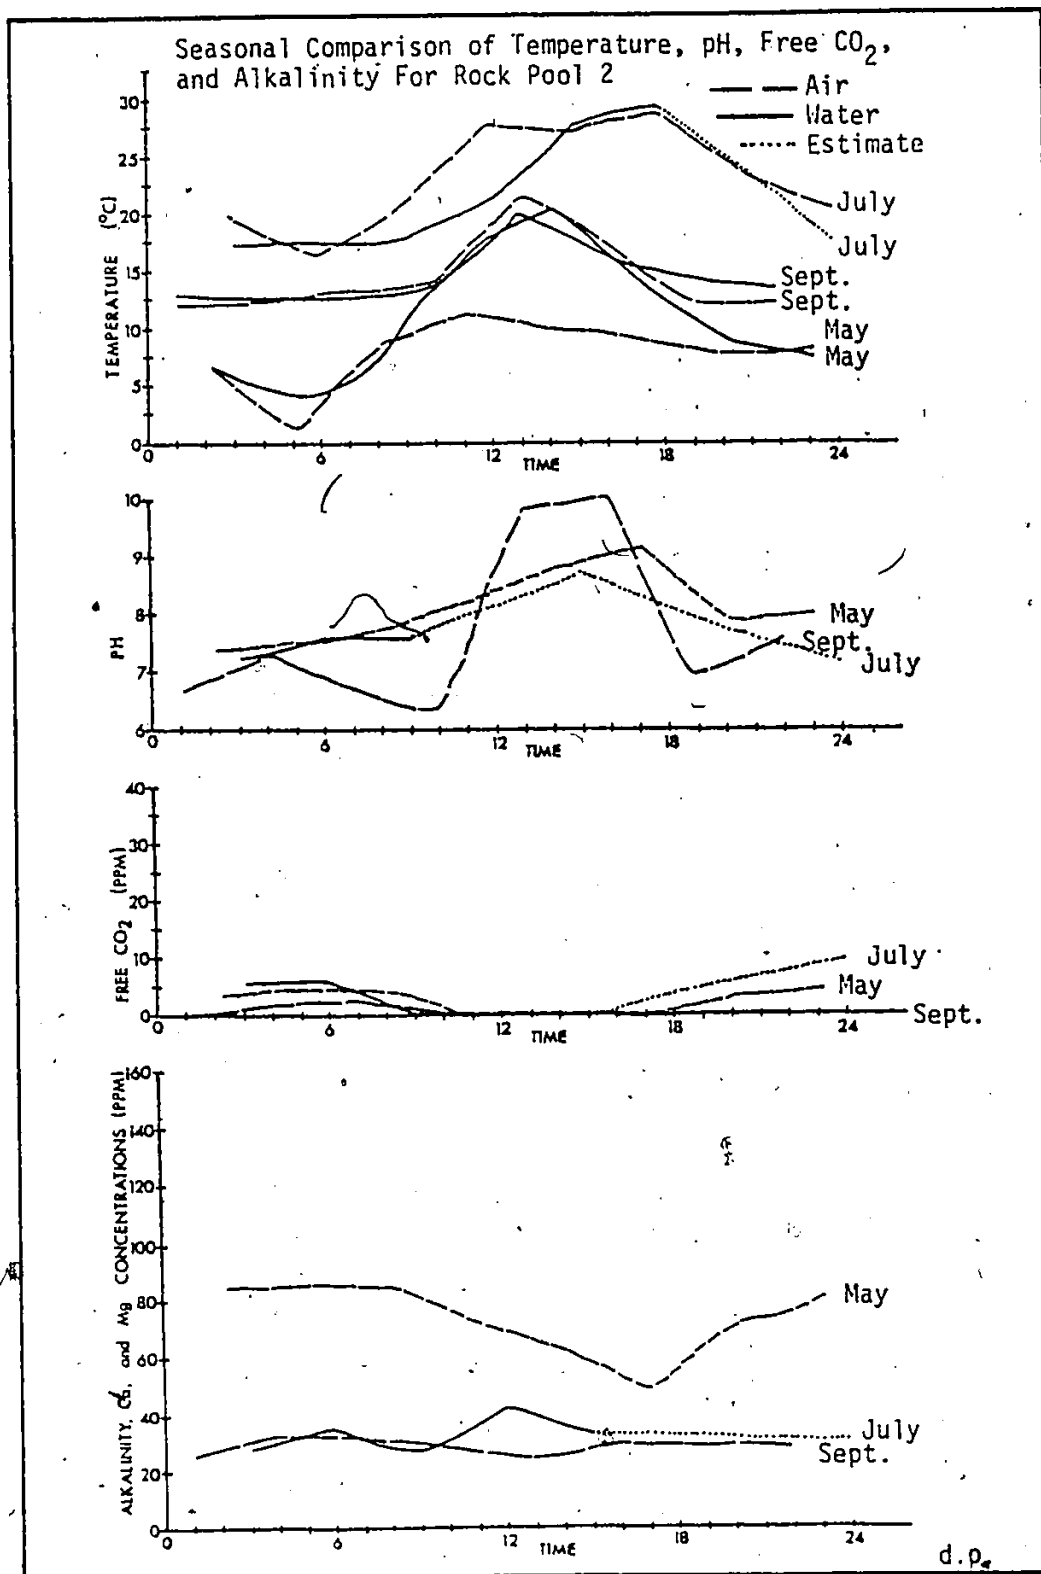 Seasonal Comparison of Temperature, pH, Free CO2,
and Alkalinity For Rock Pool 2
Air
Water
Estimate
TEMPERATURE (°C)
30
25
20
15
10
5
0
July
July
Sept.
Sept.
May
May
0 6 12 18 24
TIME
PH
10
9
8
7
6
May
Sept.
July
0 6 12 18 24
TIME
FREE CO2 (PPM)
40
30
20
10
0
July
May
Sept.
0 6 12 18 24
TIME
ALKALINITY, Ca, and Mg CONCENTRATIONS (PPM)
160
140
120
100
80
60
40
20
0
May
July
Sept.
0 6 12 18 24
TIME
d.p.